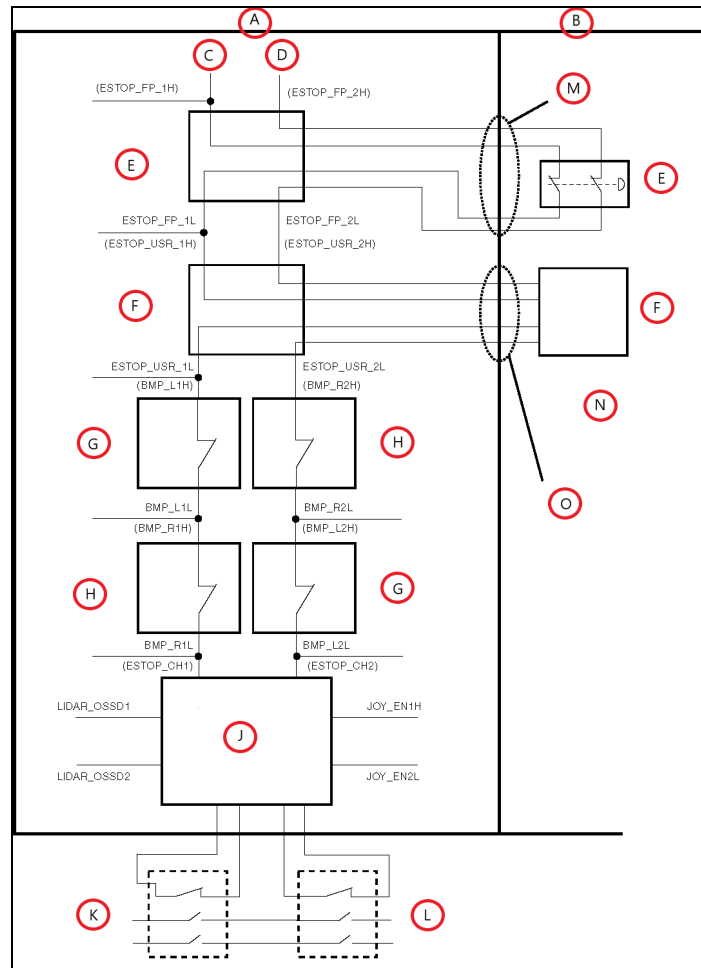 A
B
C
D
(ESTOP_FP_1H)
(ESTOP_FP_2H)
M
E
E
ESTOP_FP_1L
ESTOP_FP_2L
(ESTOP_USR_1H)
(ESTOP_USR_2H)
F
F
ESTOP_USR_1L
ESTOP_USR_2L
(BMP_L1H)
(BMP_R2H)
N
G
H
O
BMP_L1L
BMP_R2L
(BMP_R1H)
(BMP_L2H)
H
G
BMP_R1L
BMP_L2L
(ESTOP_CH1)
(ESTOP_CH2)
LIDAR_OSSD1
JOY_EN1H
J
LIDAR_OSSD2
JOY_EN2L
K
L